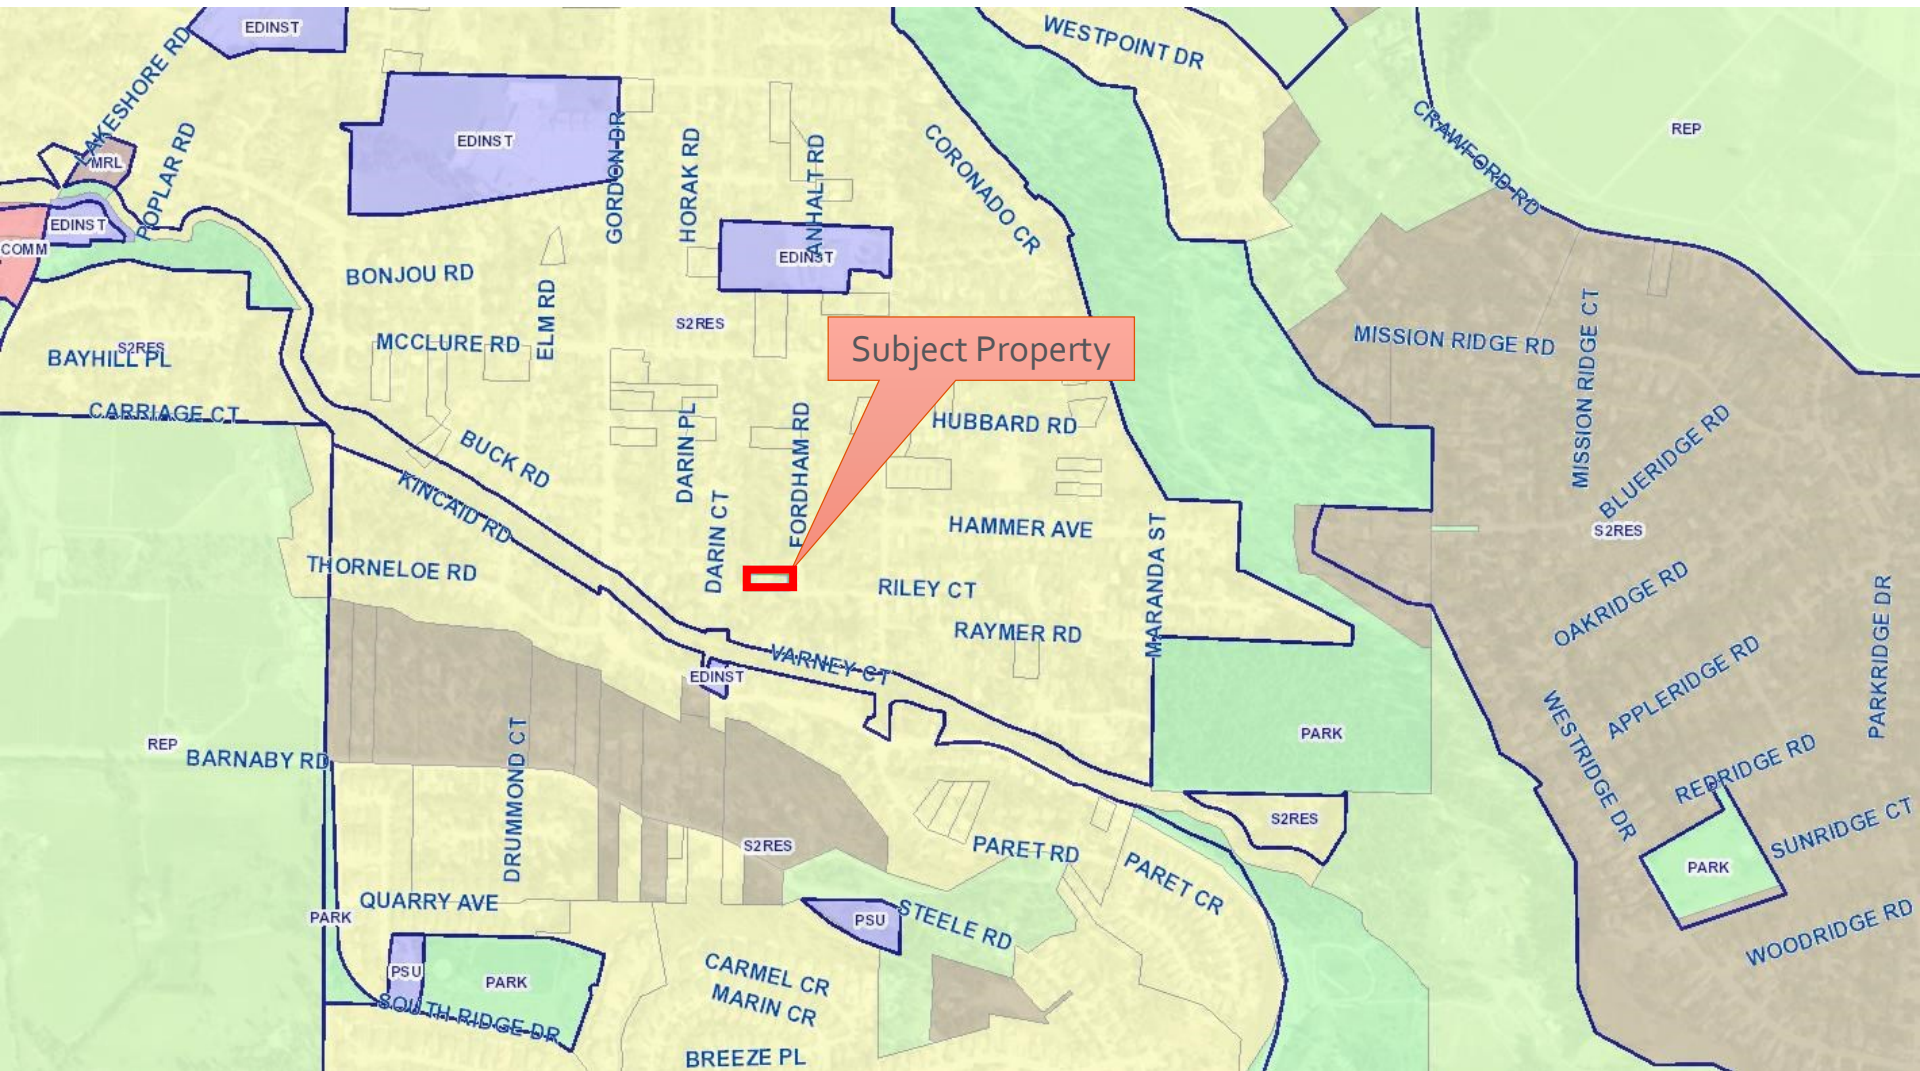 EDINST
WESTPOINT DR
LAKESHORE RD
CRAWFORD RD
REP
EDINST
GORDON DR
HORAK RD
ANHALT RD
CORONADO CR
MRL
POPLAR RD
EDINST
COMM
EDINST
BONJOU RD
ELM RD
S2RES
MCCLURE RD
S2RES
BAYHILL PL
Subject Property
MISSION RIDGE RD
MISSION RIDGE CT
CARRIAGE CT
DARIN PL
FORDHAM RD
HUBBARD RD
BLUERIDGE RD
BUCK RD
KINCAID RD
DARIN CT
HAMMER AVE
MARANDA ST
S2RES
THORNELOE RD
RILEY CT
OAKRIDGE RD
RAYMER RD
PARKRIDGE DR
VARNEY CT
EDINST
APPLERIDGE RD
WESTRIDGE DR
PARK
REP
BARNABY RD
DRUMMOND CT
REDRIDGE RD
S2RES
SUNRIDGE CT
S2RES
PARET RD
PARET CR
PARK
QUARRY AVE
PARK
PSU
STEELE RD
WOODRIDGE RD
PSU
PARK
CARMEL CR
SOUTH RIDGE DR
MARIN CR
BREEZE PL